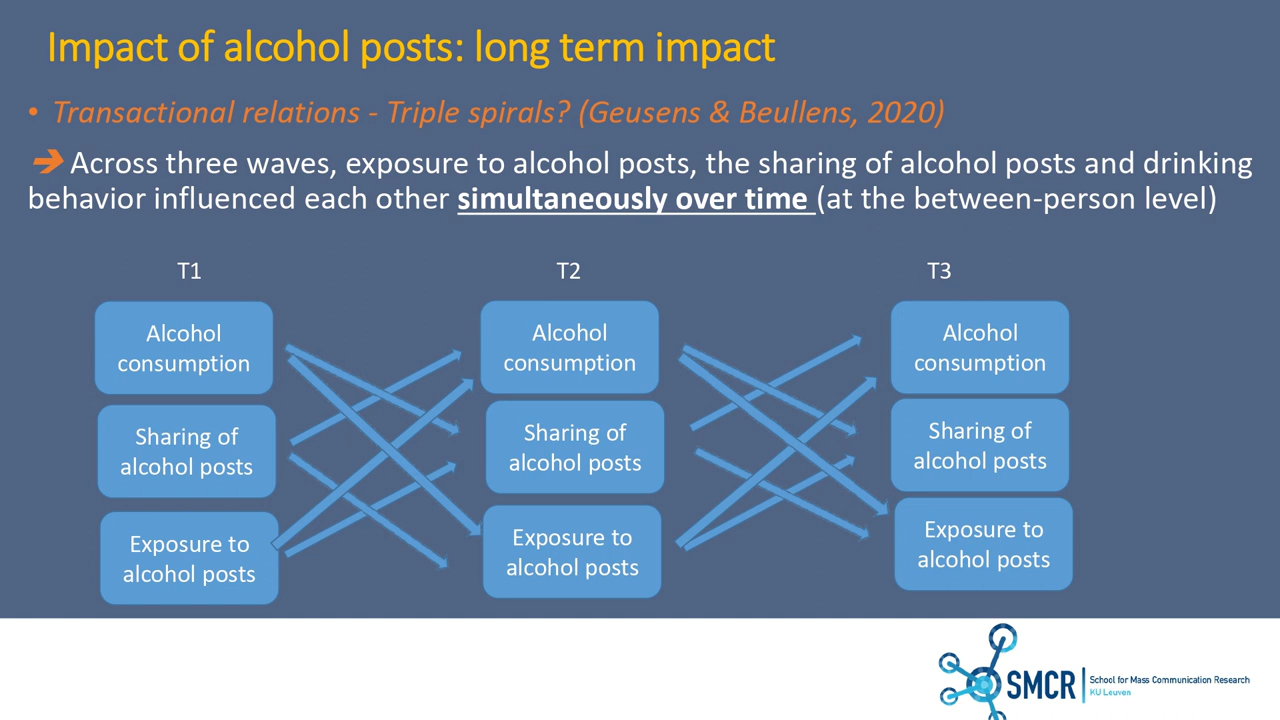 Impact of alcohol posts: long term impact
• Transactional relations - Triple spirals? (Geusens & Beullens, 2020)
➔ Across three waves, exposure to alcohol posts, the sharing of alcohol posts and drinking
behavior influenced each other simultaneously over time (at the between-person level)
T1
T2
T3
Alcohol
consumption
Alcohol
consumption
Alcohol
consumption
Sharing of
alcohol posts
Sharing of
alcohol posts
Sharing of
alcohol posts
Exposure to
alcohol posts
Exposure to
alcohol posts
Exposure to
alcohol posts
SMCR
School for Mass Communication Research
KU Leuven